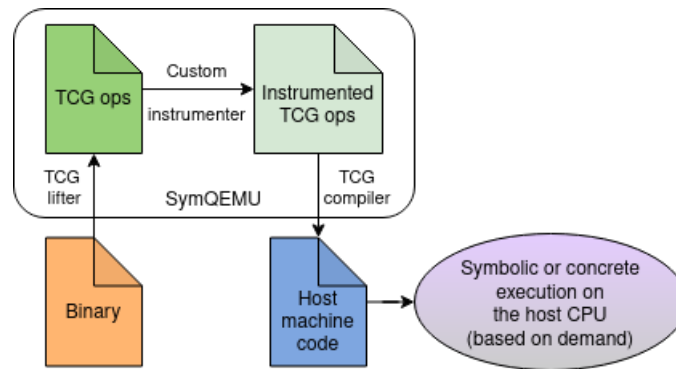 TCG ops
Custom
instrumenter
Instrumented
TCG ops
TCG
lifter
SymQEMU
TCG
compiler
Binary
Host
machine
code
Symbolic or concrete
execution on
the host CPU
(based on demand)